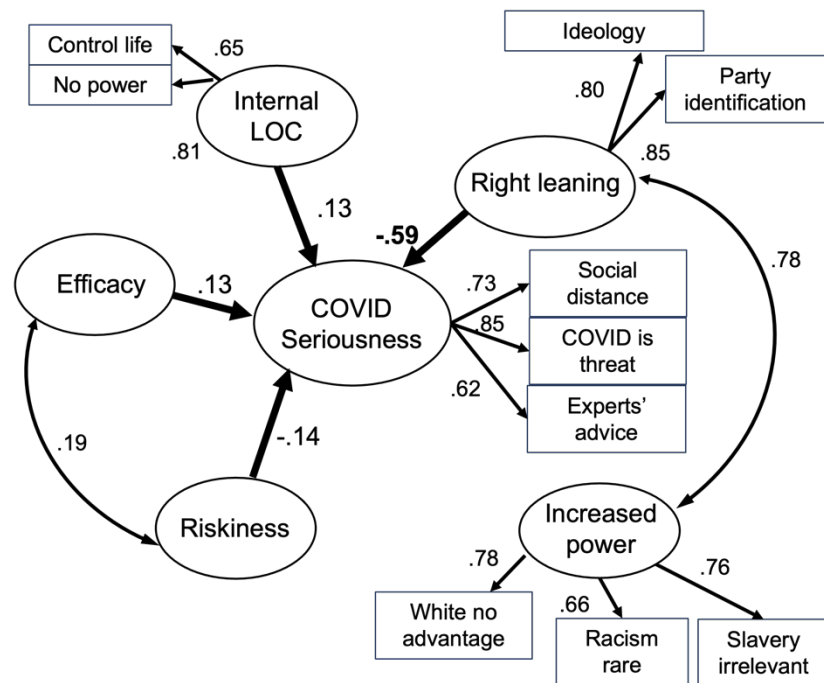 Control life
.65
No power
Internal
LOC
.81
Ideology
.80
Party
identification
.85
Right leaning
.13
-.59
.78
Efficacy
.13
COVID
Seriousness
.73
Social
distance
.85
COVID is
threat
.62
Experts’
advice
.19
-.14
Riskiness
Increased
power
.78
.66
.76
White no
advantage
Racism
rare
Slavery
irrelevant